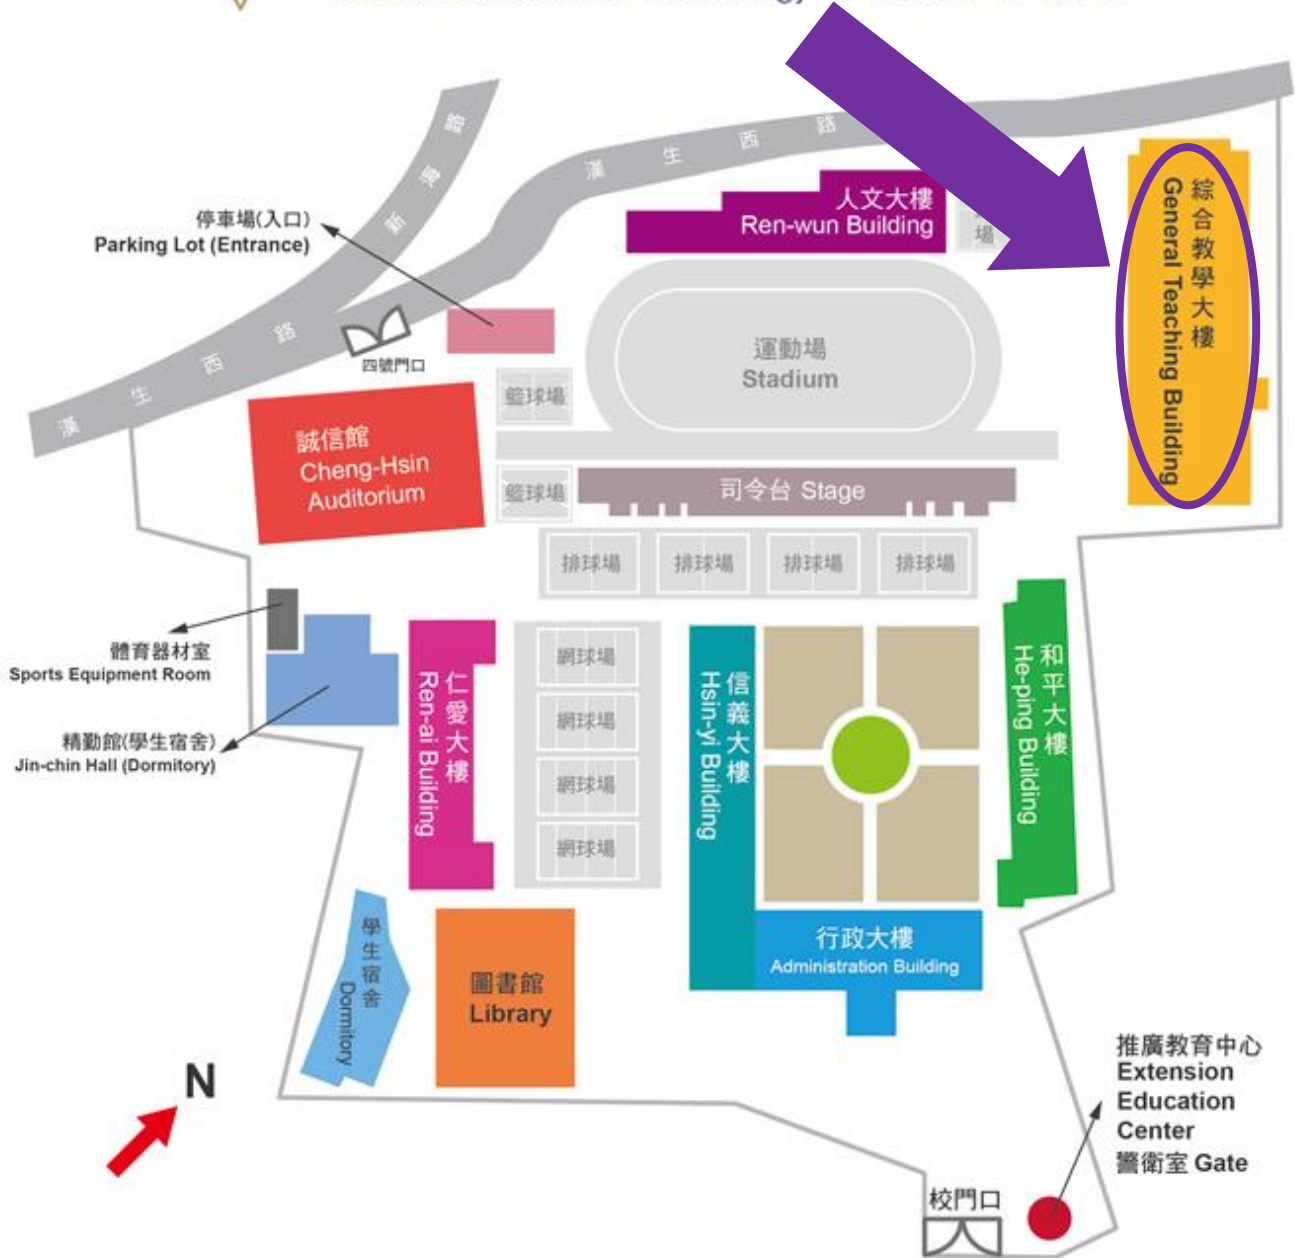 新興路
漢生西路
停車場(入口)
Parking Lot (Entrance)
人文大樓
Ren-wun Building
場
綜合教學大樓
General Teaching Building
漢生西路
四號門口
運動場
Stadium
籃球場
誠信館
Cheng-Hsin
Auditorium
籃球場
司令台 Stage
排球場
排球場
排球場
排球場
體育器材室
Sports Equipment Room
精勤館(學生宿舍)
Jin-chin Hall (Dormitory)
仁愛大樓
Ren-ai Building
網球場
網球場
網球場
網球場
信義大樓
Hsin-yi Building
和平大樓
He-ping Building
學生宿舍
Dormitory
圖書館
Library
行政大樓
Administration Building
N
推廣教育中心
Extension
Education
Center
警衛室 Gate
校門口